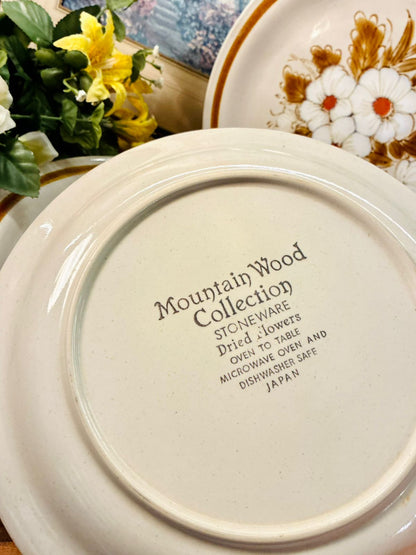 Mountain Wood
Collection
STONEWARE
Dried Flowers
OVEN TO TABLE
MICROWAVE OVEN AND
DISHWASHER SAFE
JAPAN